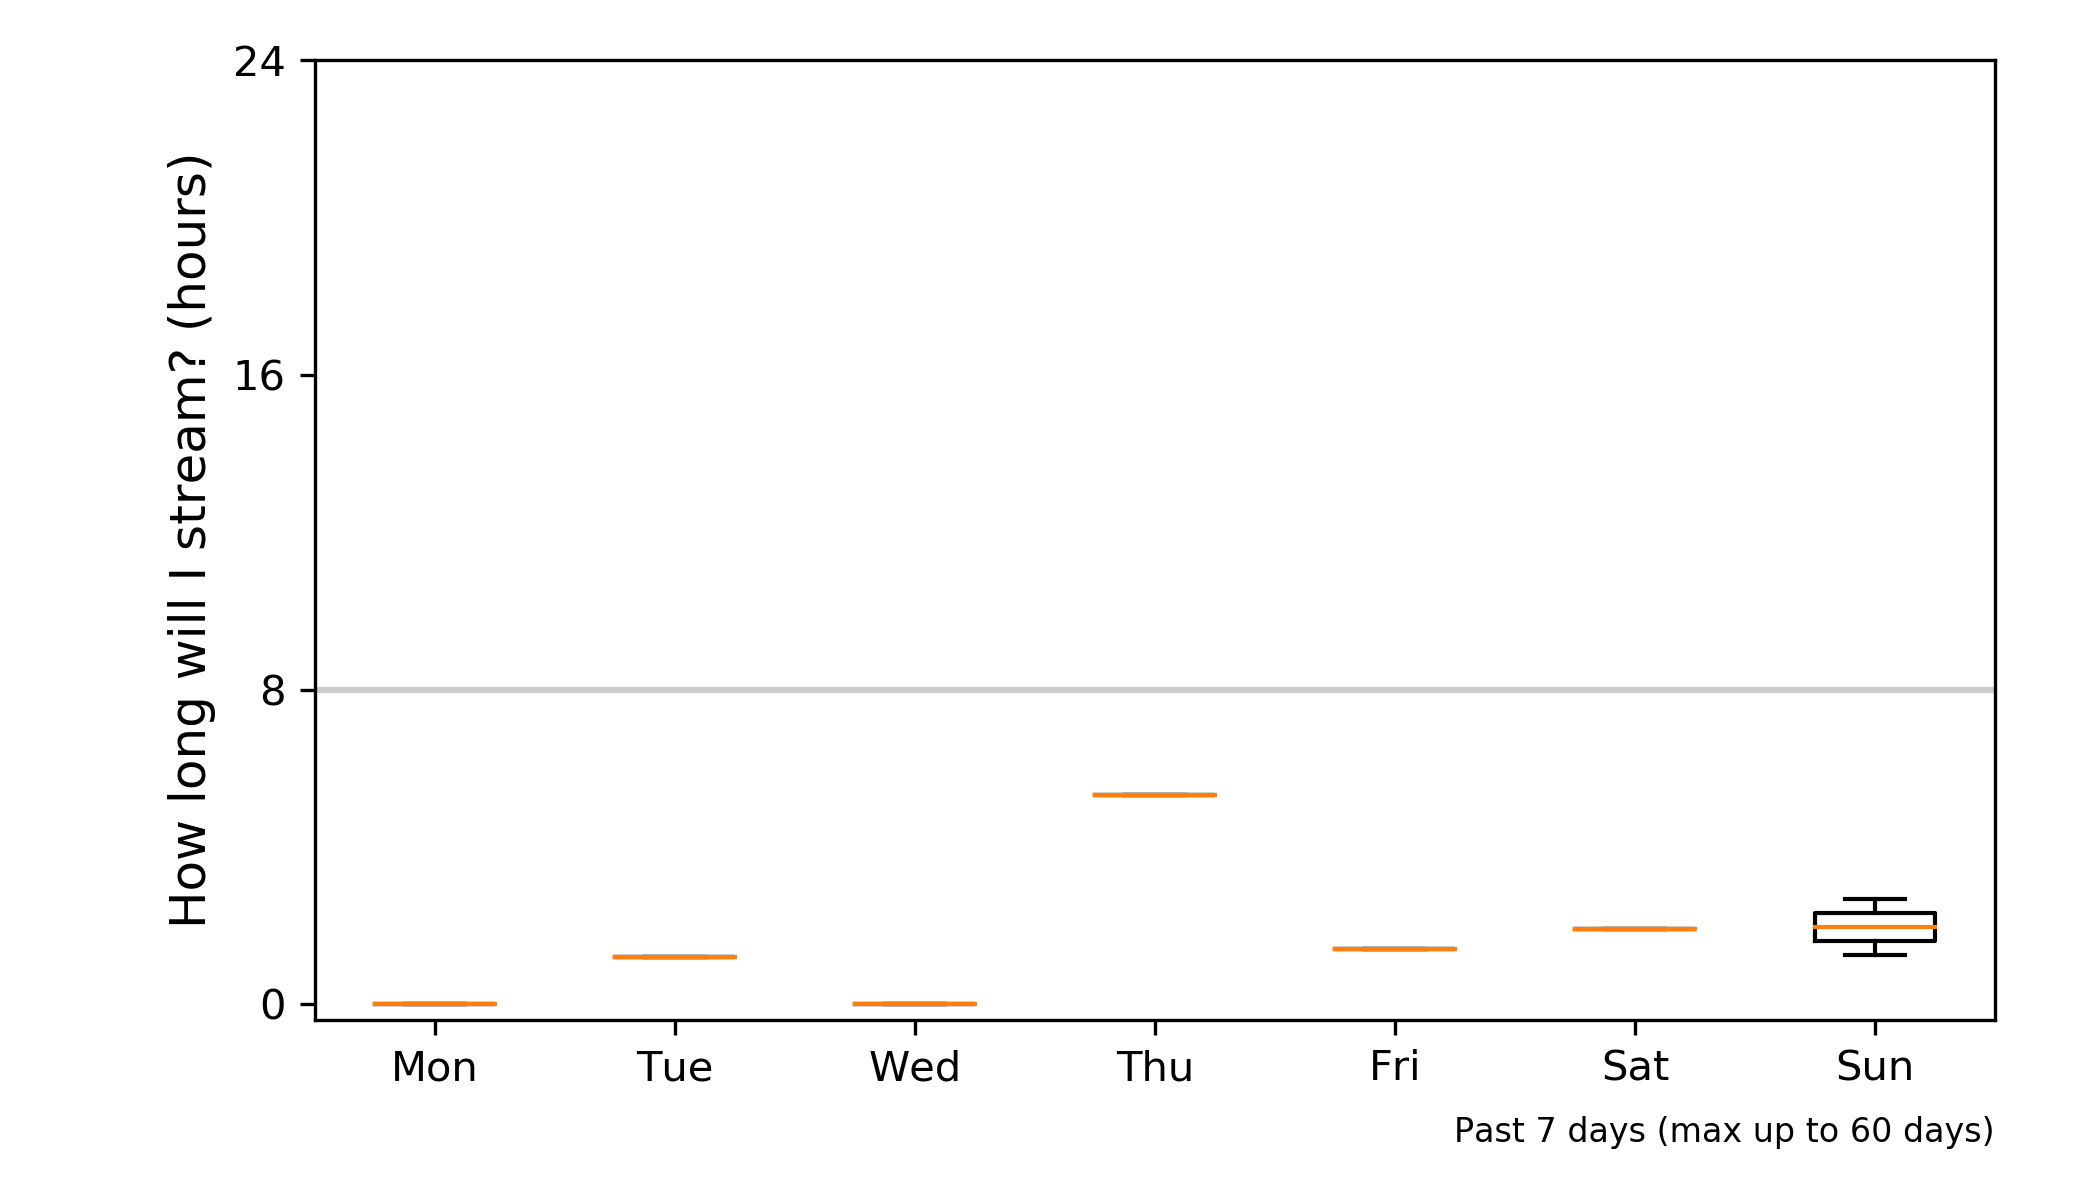 How long will I stream? (hours)
24
16
8
0
Mon Tue Wed Thu Fri Sat Sun
Past 7 days (max up to 60 days)